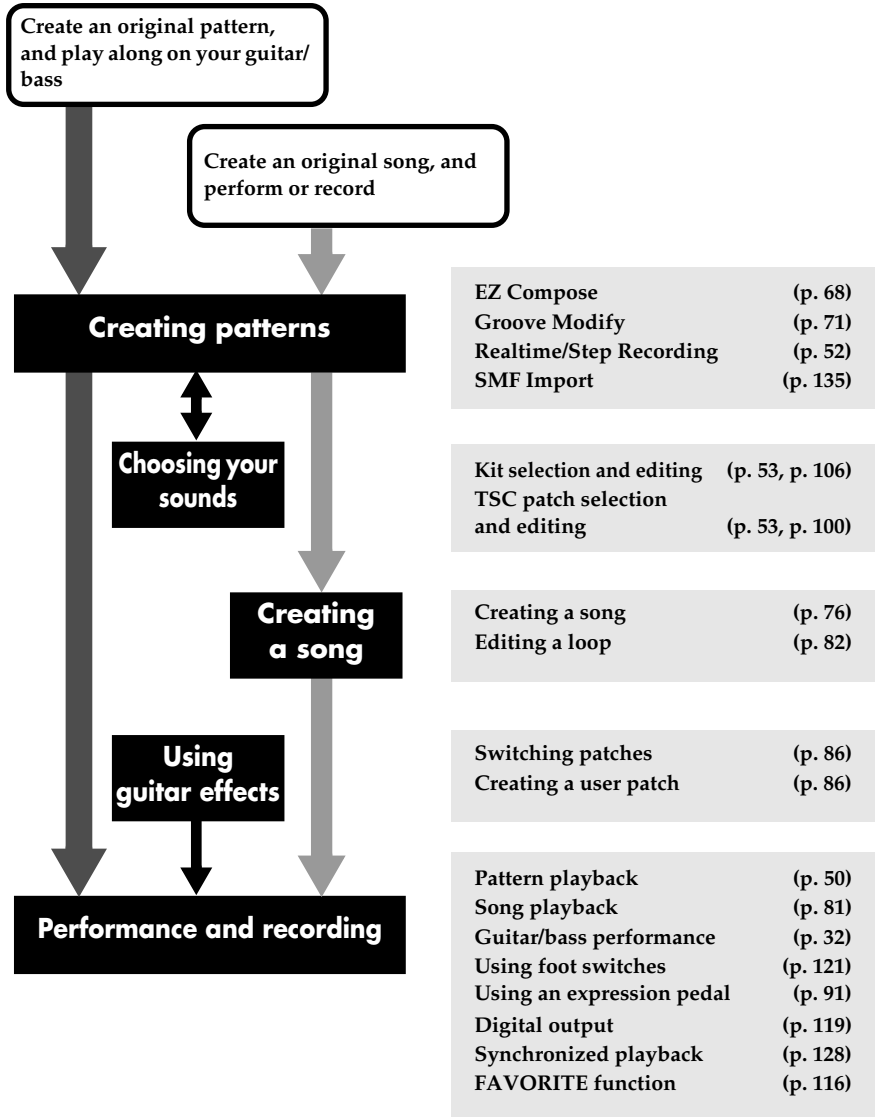 Create an original pattern,
and play along on your guitar/
bass
Create an original song, and
perform or record
Creating patterns
EZ Compose (p. 68)
Groove Modify (p. 71)
Realtime/Step Recording (p. 52)
SMF Import (p. 135)
Choosing your
sounds
Kit selection and editing (p. 53, p. 106)
TSC patch selection
and editing (p. 53, p. 100)
Creating
a song
Creating a song (p. 76)
Editing a loop (p. 82)
Using
guitar effects
Switching patches (p. 86)
Creating a user patch (p. 86)
Performance and recording
Pattern playback (p. 50)
Song playback (p. 81)
Guitar/bass performance (p. 32)
Using foot switches (p. 121)
Using an expression pedal (p. 91)
Digital output (p. 119)
Synchronized playback (p. 128)
FAVORITE function (p. 116)